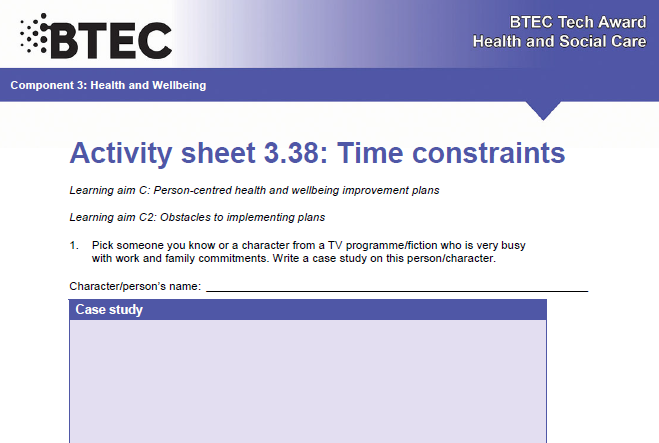 BTEC
BTEC Tech Award
Health and Social Care
Component 3: Health and Wellbeing
Activity sheet 3.38: Time constraints
Learning aim C: Person-centred health and wellbeing improvement plans
Learning aim C2: Obstacles to implementing plans
1. Pick someone you know or a character from a TV programme/fiction who is very busy
with work and family commitments. Write a case study on this person/character.
Character/person's name:
Case study